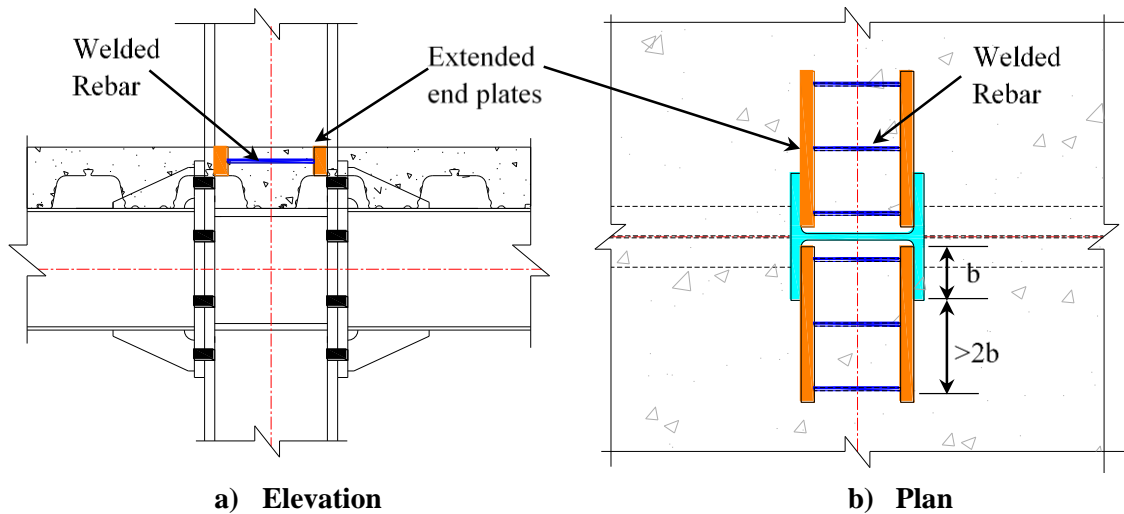 Welded
Rebar
Extended
end plates
Welded
Rebar
b
>2b
a) Elevation
b) Plan